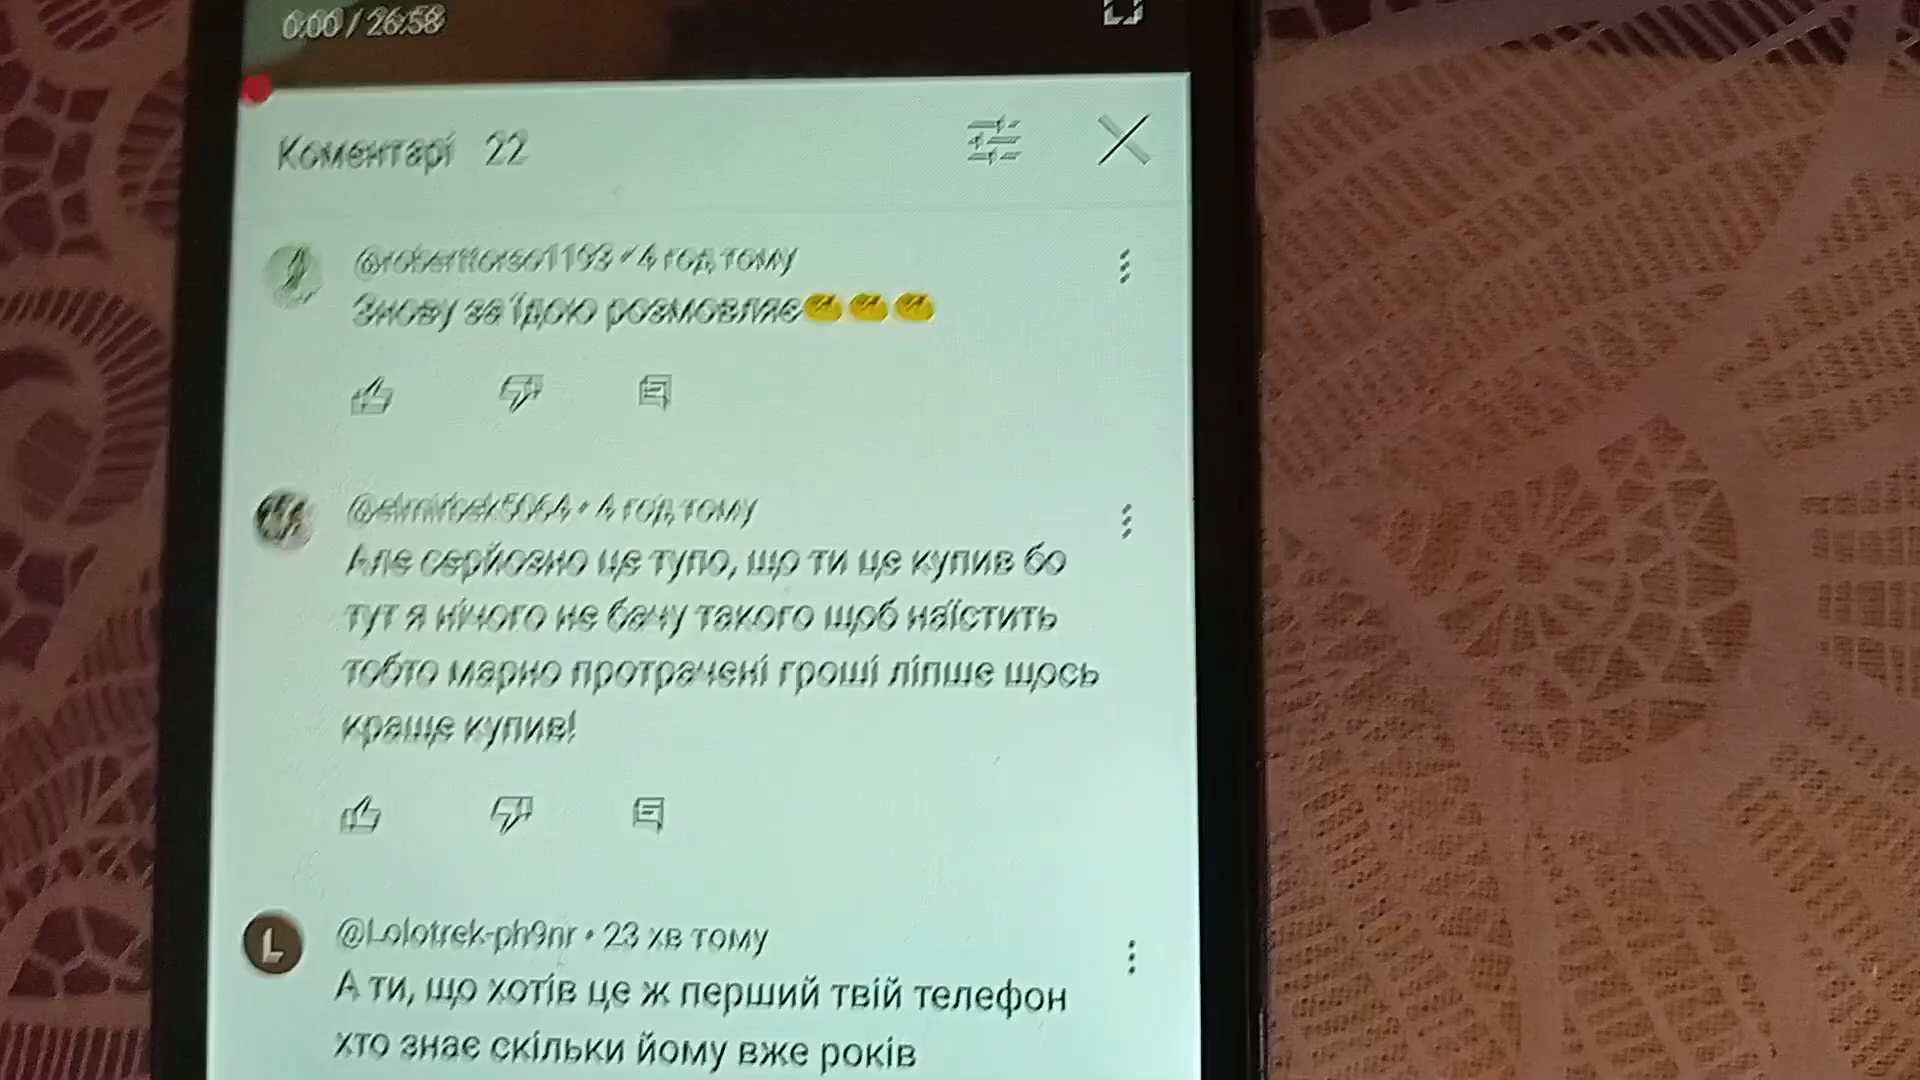 0:00 / 26:58
Коментарі 22
@roberttorso1193 • 4 год тому
Знову за їдою розмовляє
@elmirbek5064 • 4 год тому
Але серйозно це тупо, що ти це купив бо
тут я нічого не бачу такого щоб наїстить
тобто марно протрачені гроші ліпше щось
краще купив!
L
@Lolotrek-ph9nr • 23 хв тому
А ти, що хотів це ж перший твій телефон
хто знає скільки йому вже років